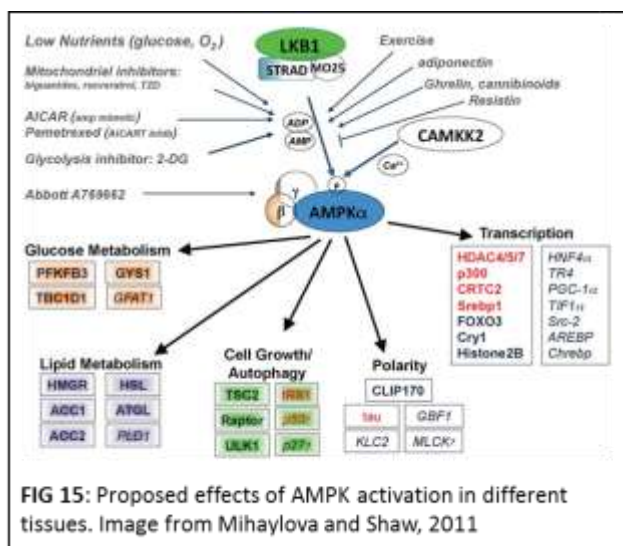 Low Nutrients (glucose, O2)
Mitochondrial inhibitors:
biguanides, resveratrol, TZD
AICAR (amp mimetic)
Pemetrexed (AICART inhib)
Glycolysis inhibitor: 2-DG
Abbott A769662
LKB1
STRAD MO25
Exercise
adiponectin
Ghrelin, cannibinoids
Resistin
ADP
AMP
CAMKK2
Ca2+
P
γ
β
AMPKα
Glucose Metabolism
PFKFB3 GYS1
TBC1D1 GFAT1
Lipid Metabolism
HMGR HSL
ACC1 ATGL
ACC2 PLD1
Cell Growth/
Autophagy
TSC2 IRS1
Raptor
ULK1 p27?
Polarity
CLIP170
tau GBF1
KLC2 MLCK?
Transcription
HDAC4/5/7 HNF4α
p300 TR4
CRTC2 PGC-1α
Srebp1
FOXO3 Src-2
Cry1 AREBP
Histone2B Chrebp
FIG 15: Proposed effects of AMPK activation in different
tissues. Image from Mihaylova and Shaw, 2011